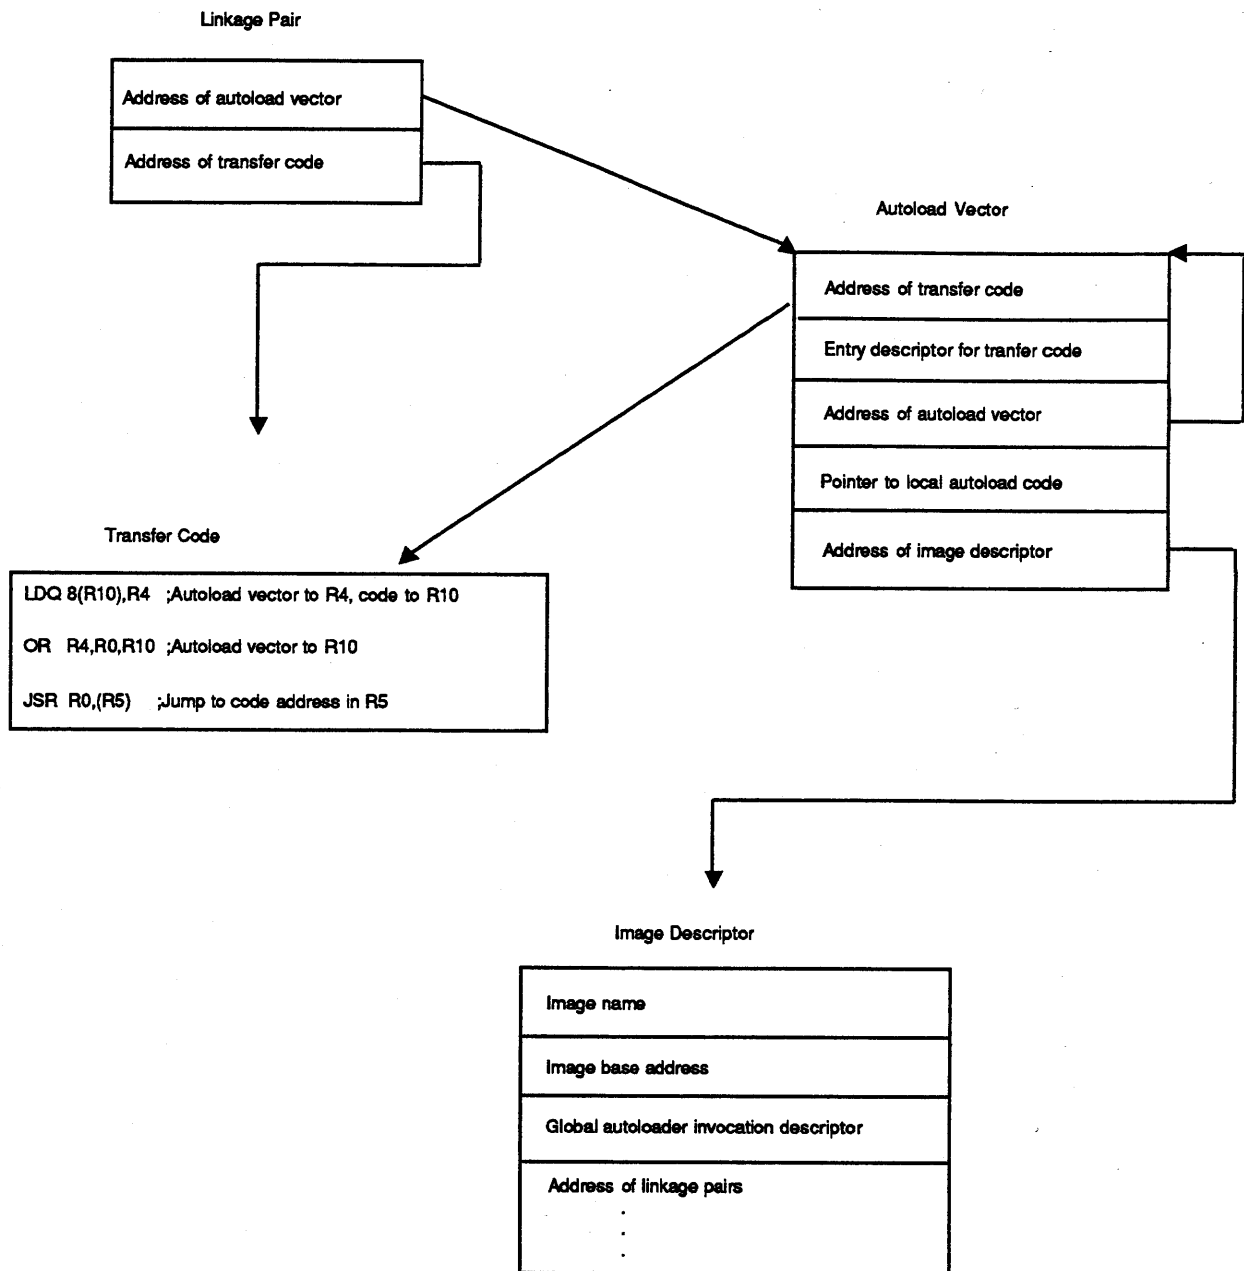 Linkage Pair
Address of autoload vector
Address of transfer code
Autoload Vector
Address of transfer code
Entry descriptor for tranfer code
Address of autoload vector
Pointer to local autoload code
Address of image descriptor
Transfer Code
LDQ 8(R10),R4 ;Autoload vector to R4, code to R10
OR R4,R0,R10 ;Autoload vector to R10
JSR R0,(R5) ;Jump to code address in R5
Image Descriptor
Image name
Image base address
Global autoloader invocation descriptor
Address of linkage pairs
.
.
.